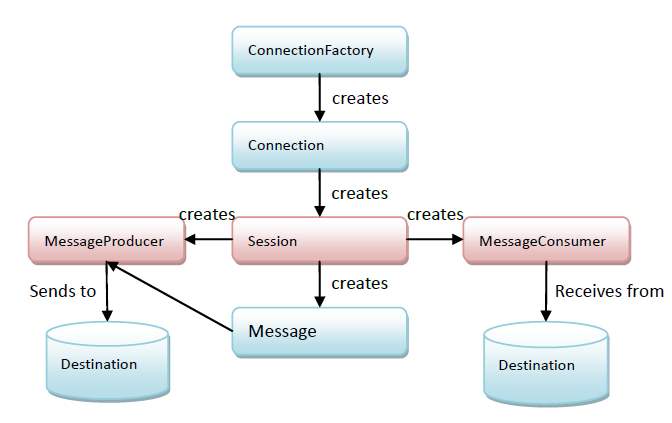 ConnectionFactory
creates
Connection
creates
creates
creates
MessageProducer
Session
MessageConsumer
creates
Sends to
Receives from
Message
Destination
Destination